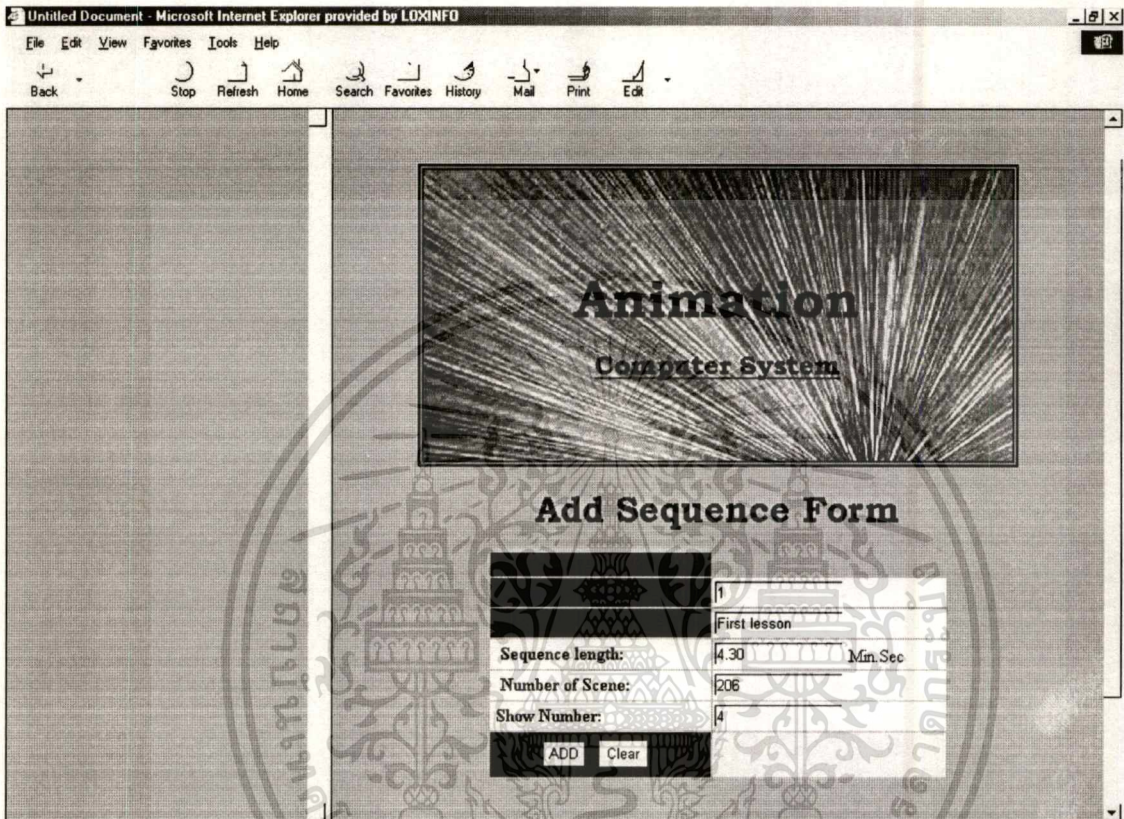 Untitled Document - Microsoft Internet Explorer provided by LOXINFO
File Edit View Favorites Tools Help
Back Stop Refresh Home Search Favorites History Mail Print Edit
Animation
Computer System
Add Sequence Form
1
First lesson
Sequence length: 4.30 Min.Sec
Number of Scene: 206
Show Number: 4
ADD Clear